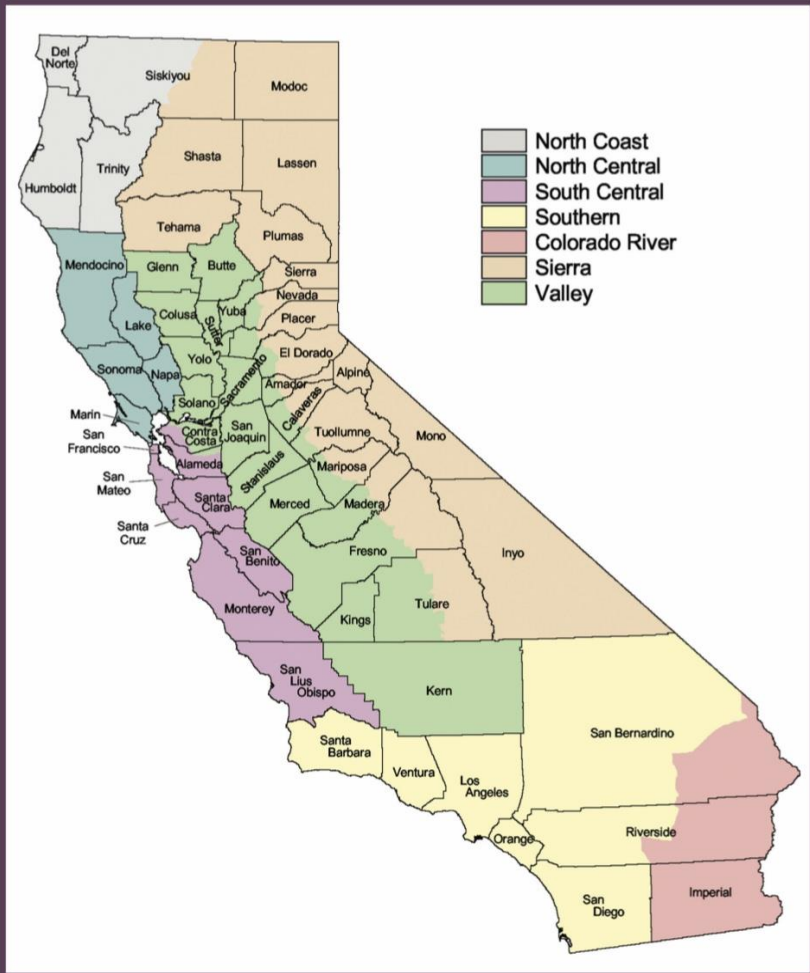 Del
Norte
Siskiyou
Modoc
Humboldt
Trinity
Shasta
Lassen
Tehama
Plumas
Mendocino
Glenn
Butte
Sierra
Nevada
Lake
Colusa
Sutter
Yuba
Placer
Sonoma
Napa
Yolo
Sacramento
El Dorado
Alpine
Amador
Solano
Marin
Contra
Costa
San
Joaquin
Calaveras
Tuollumne
Mono
San
Francisco
Alameda
Stanislaus
Mariposa
San
Mateo
Santa
Clara
Merced
Madera
Santa
Cruz
San
Benito
Fresno
Inyo
Monterey
Kings
Tulare
San
Lius
Obispo
Kern
San Bernardino
Santa
Barbara
Ventura
Los
Angeles
Orange
Riverside
San
Diego
Imperial
North Coast
North Central
South Central
Southern
Colorado River
Sierra
Valley